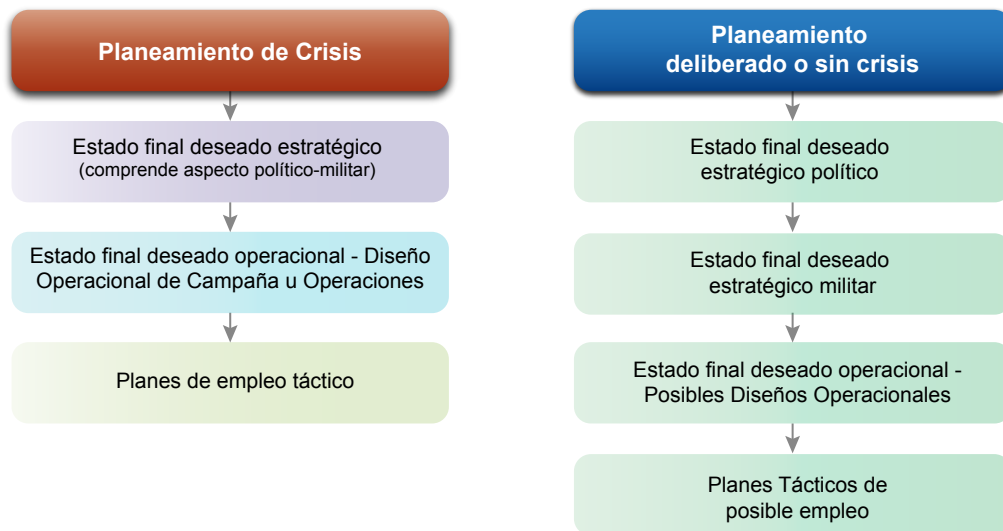 Planeamiento de Crisis
Estado final deseado estratégico
(comprende aspecto político-militar)
Estado final deseado operacional - Diseño
Operacional de Campaña u Operaciones
Planes de empleo táctico
Planeamiento
deliberado o sin crisis
Estado final deseado
estratégico político
Estado final deseado
estratégico militar
Estado final deseado operacional -
Posibles Diseños Operacionales
Planes Tácticos de
posible empleo